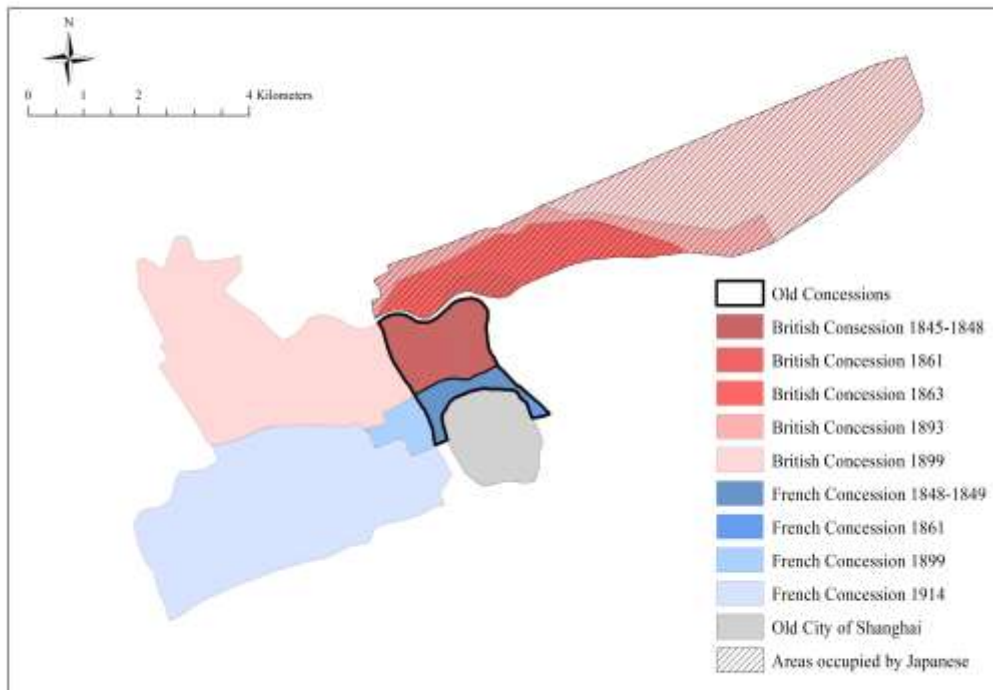 N
0 1 2 4 Kilometers
Old Concessions
British Consession 1845-1848
British Concession 1861
British Concession 1863
British Concession 1893
British Concession 1899
French Concession 1848-1849
French Concession 1861
French Concession 1899
French Concession 1914
Old City of Shanghai
Areas occupied by Japanese